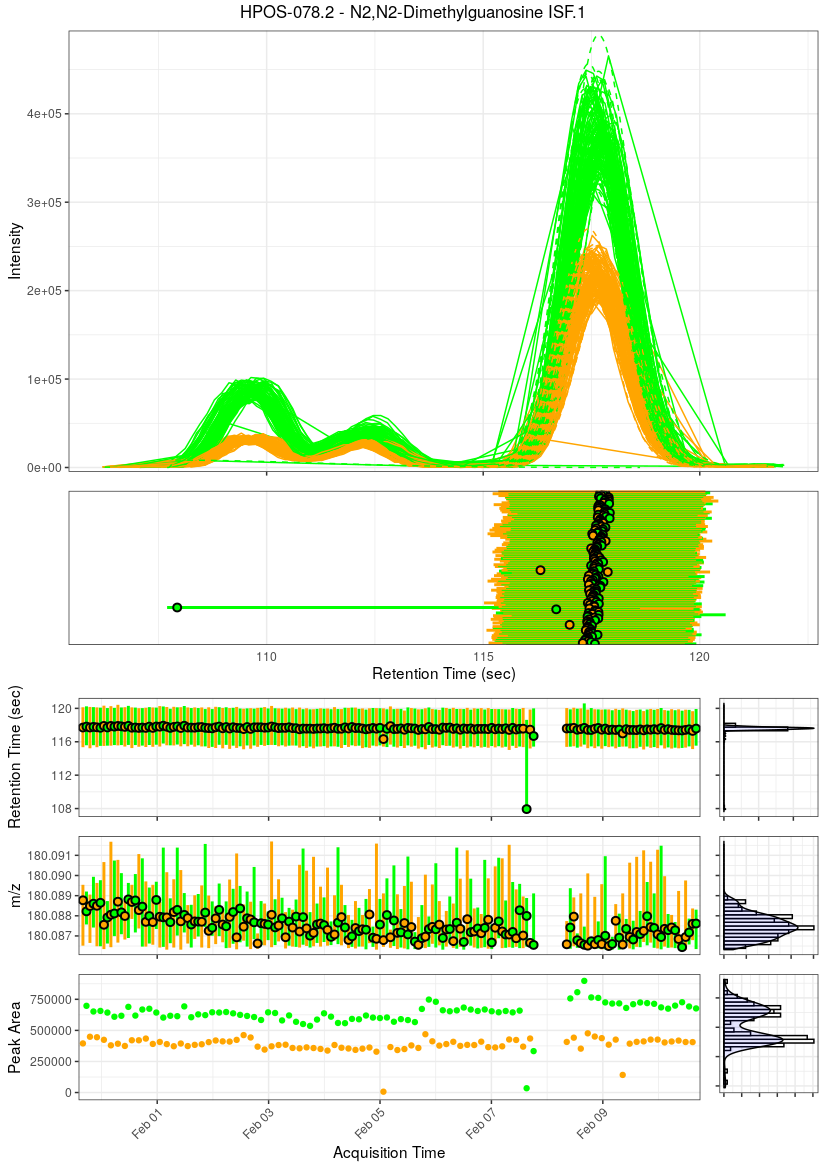 HPOS-078.2 - N2,N2-Dimethylguanosine ISF.1
Intensity
4e+05
3e+05
2e+05
1e+05
0e+00
110
115
120
Retention Time (sec)
Retention Time (sec)
120
116
112
108
m/z
180.091
180.090
180.089
180.088
180.087
Peak Area
750000
500000
250000
0
Feb 01
Feb 03
Feb 05
Feb 07
Feb 09
Acquisition Time